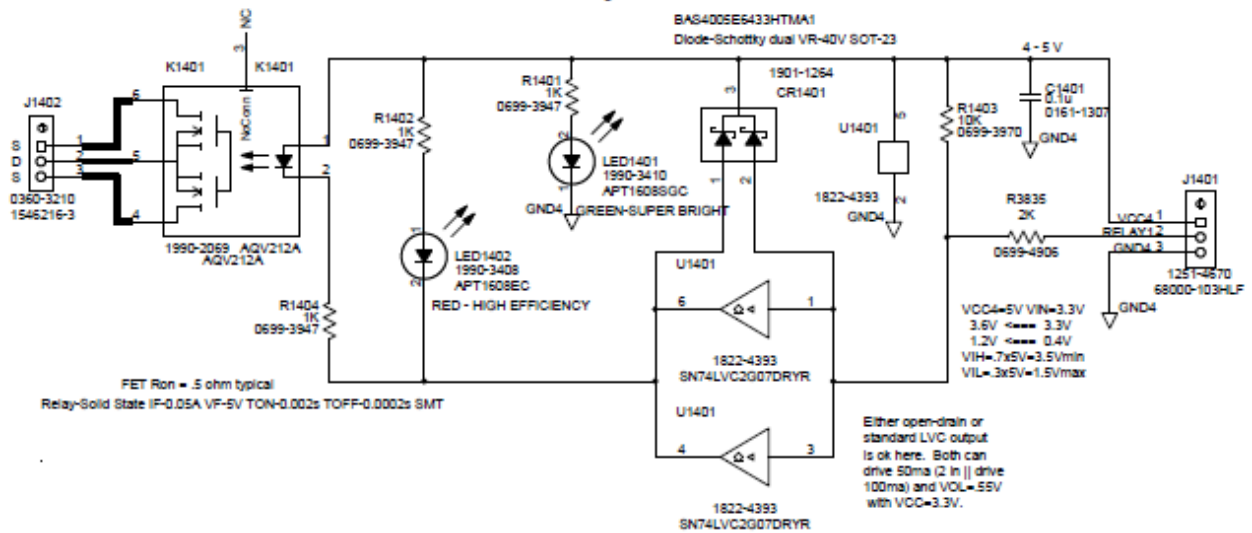 BAS4005E6433HTMA1
Diode-Schottky dual VR-40V SOT-23
4 - 5 V
NC
3
K1401
K1401
NoConn
J1402
6
5
4
S
D
S
1
2
3
0360-3210
1546216-3
1990-2069 AQV212A
AQV212A
1
2
R1402
1K
0699-3947
R1401
1K
0699-3947
2
1
LED1401
1990-3410
APT1608SGC
GND4
GREEN-SUPER BRIGHT
1
2
LED1402
1990-3408
APT1608EC
RED - HIGH EFFICIENCY
R1404
1K
0699-3947
1901-1264
CR1401
3
1
2
U1401
5
2
1822-4393
GND4
R1403
10K
0699-3970
C1401
0.1u
0161-1307
GND4
R3835
2K
0699-4906
J1401
VCC4
1
RELAY1
2
GND4
3
1251-4670
68000-103HLF
GND4
U1401
6
1
1822-4393
SN74LVC2G07DRYR
U1401
4
3
1822-4393
SN74LVC2G07DRYR
VCC4=5V VIN=3.3V
3.6V <=== 3.3V
1.2V <=== 0.4V
VIH=.7x5V=3.5Vmin
VIL=.3x5V=1.5Vmax
FET Ron = .5 ohm typical
Relay-Solid State IF-0.05A VF-5V TON-0.002s TOFF-0.0002s SMT
Either open-drain or
standard LVC output
is ok here. Both can
drive 50ma (2 in || drive
100ma) and VOL=.55V
with VCC=3.3V.